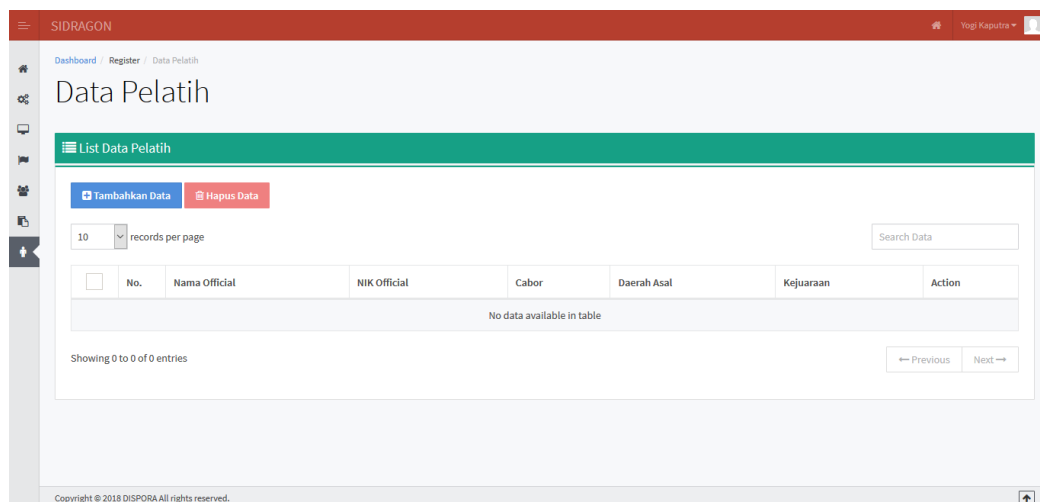 SIDRAGON Yogi Kaputra
Dashboard / Register / Data Pelatih
Data Pelatih
List Data Pelatih
Tambahkan Data Hapus Data
10 records per page Search Data
No. Nama Official NIK Official Cabor Daerah Asal Kejuaraan Action
No data available in table
Showing 0 to 0 of 0 entries ← Previous Next →
Copyright © 2018 DISPORA All rights reserved.